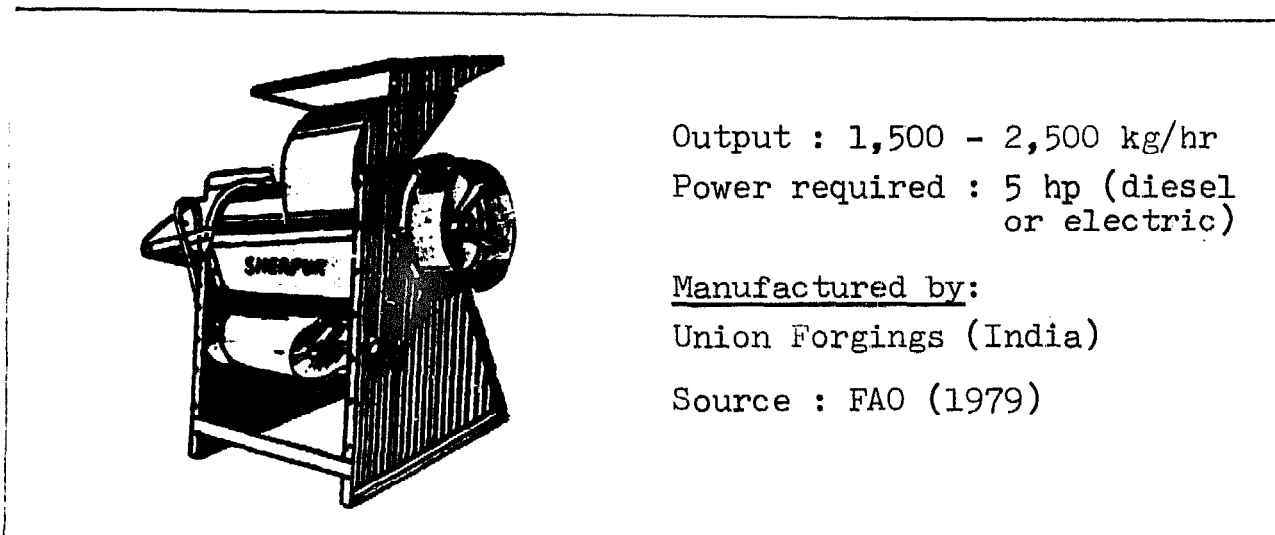 SHERPUR
Output : 1,500 - 2,500 kg/hr
Power required : 5 hp (diesel
or electric)
Manufactured by:
Union Forgings (India)
Source : FAO (1979)